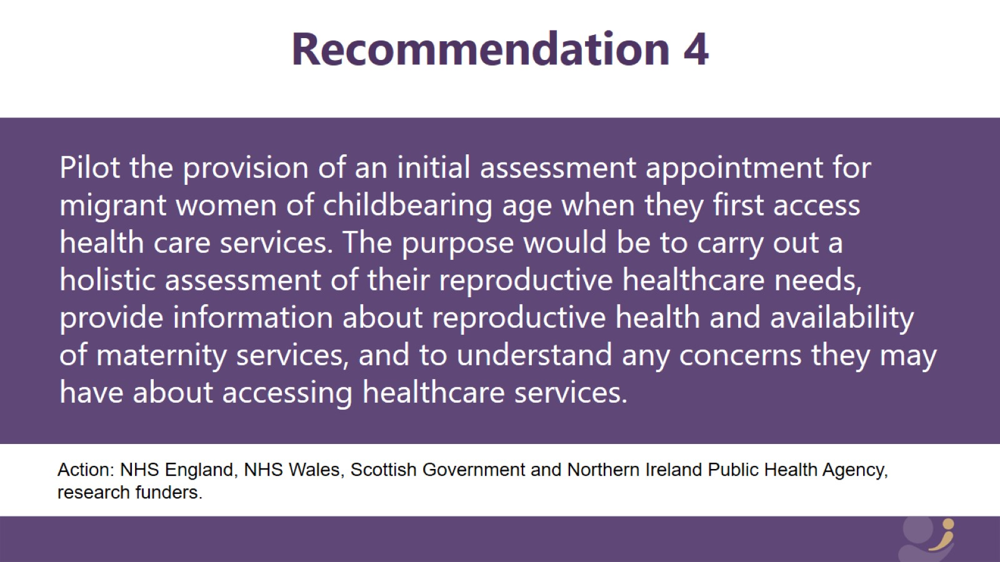 Recommendation 4
Pilot the provision of an initial assessment appointment for
migrant women of childbearing age when they first access
health care services. The purpose would be to carry out a
holistic assessment of their reproductive healthcare needs,
provide information about reproductive health and availability
of maternity services, and to understand any concerns they may
have about accessing healthcare services.
Action: NHS England, NHS Wales, Scottish Government and Northern Ireland Public Health Agency,
research funders.